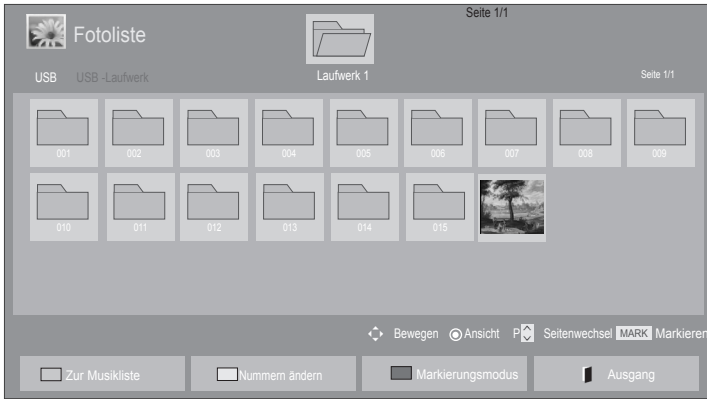 Seite 1/1
Fotoliste
USB USB -Laufwerk
Laufwerk 1
Seite 1/1
001 002 003 004 005 006 007 008 009
010 011 012 013 014 015
Bewegen Ansicht P Seitenwechsel MARK Markieren
Zur Musikliste Nummern ändern Markierungsmodus Ausgang